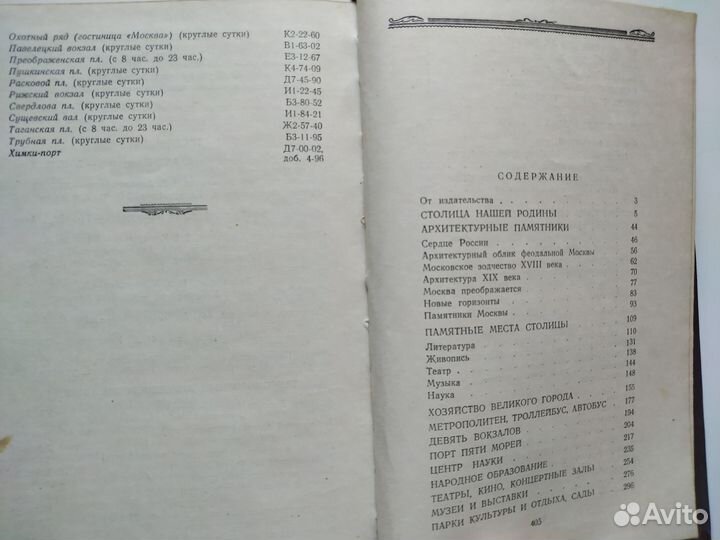 Охотный ряд (гостиница «Москва») (круглые сутки) К2-22-60
Павелецкий вокзал (круглые сутки) В1-63-02
Преображенская пл. (с 8 час. до 23 час.) Е3-12-67
Пушкинская пл. (круглые сутки) К4-74-09
Расковой пл. (круглые сутки) Д7-45-90
Рижский вокзал (круглые сутки) И1-22-45
Свердлова пл. (круглые сутки) Б3-80-52
Сущевский вал (круглые сутки) И1-84-21
Таганская пл. (с 8 час. до 23 час.) Ж2-57-40
Трубная пл. (круглые сутки) Б3-11-95
Химки-порт Д7-00-02,
доб. 4-96
СОДЕРЖАНИЕ
От издательства . . . . . . . . 3
СТОЛИЦА НАШЕЙ РОДИНЫ . . . . . 5
АРХИТЕКТУРНЫЕ ПАМЯТНИКИ . . . . 44
Сердце России . . . . . . . . 46
Архитектурный облик феодальной Москвы 56
Московское зодчество XVIII века . . . . 62
Архитектура XIX века . . . . . . 70
Москва преображается . . . . . . 77
Новые горизонты . . . . . . . 83
Памятники Москвы . . . . . . . 93
ПАМЯТНЫЕ МЕСТА СТОЛИЦЫ . . . . 109
Литература . . . . . . . . 110
Живопись . . . . . . . . 131
Театр . . . . . . . . 138
Музыка . . . . . . . . 144
Наука . . . . . . . . 148
ХОЗЯЙСТВО ВЕЛИКОГО ГОРОДА . . . 155
МЕТРОПОЛИТЕН, ТРОЛЛЕЙБУС, АВТОБУС . 177
ДЕВЯТЬ ВОКЗАЛОВ . . . . . . 194
ПОРТ ПЯТИ МОРЕЙ . . . . . . 204
ЦЕНТР НАУКИ . . . . . . . 217
НАРОДНОЕ ОБРАЗОВАНИЕ . . . . . 235
ТЕАТРЫ, КИНО, КОНЦЕРТНЫЕ ЗАЛЫ . . 254
МУЗЕИ И ВЫСТАВКИ . . . . . . 276
ПАРКИ КУЛЬТУРЫ И ОТДЫХА, САДЫ . . 296
405
Avito